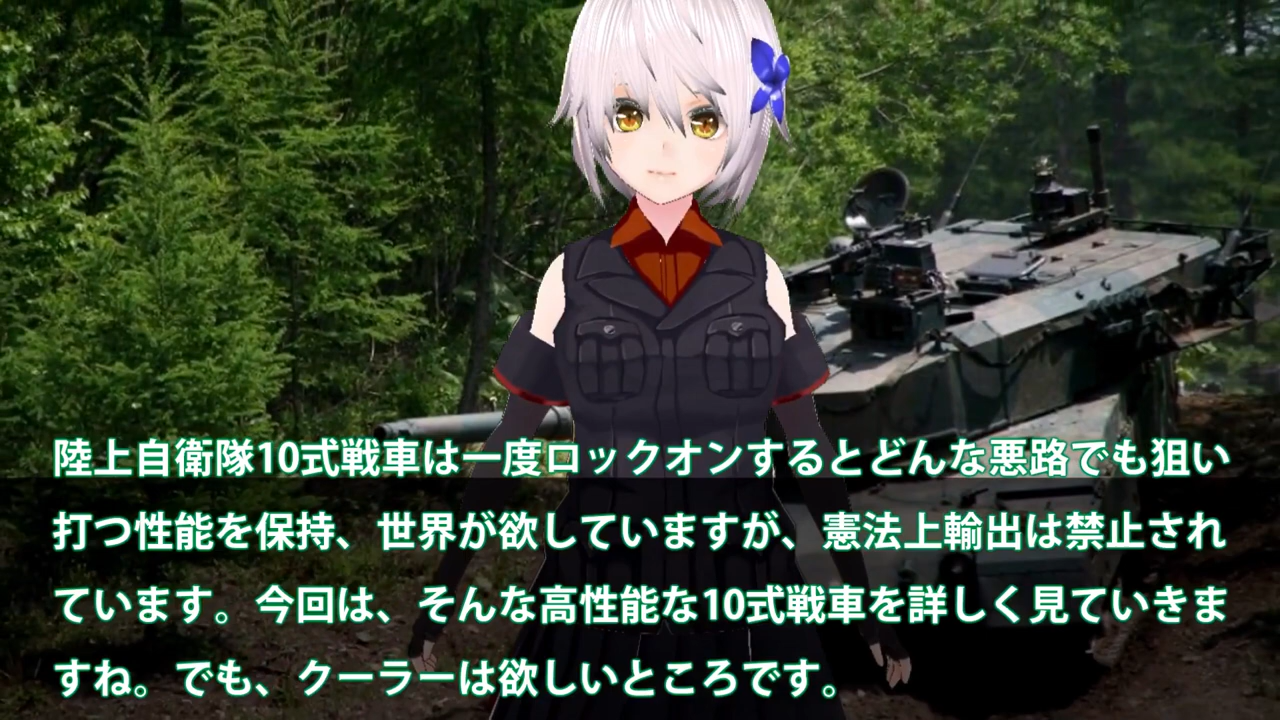 陸上自衛隊10式戦車は一度ロックオンするとどんな悪路でも狙い
打つ性能を保持、世界が欲していますが、憲法上輸出は禁止され
ています。今回は、そんな高性能な10式戦車を詳しく見ていきま
すね。でも、クーラーは欲しいところです。